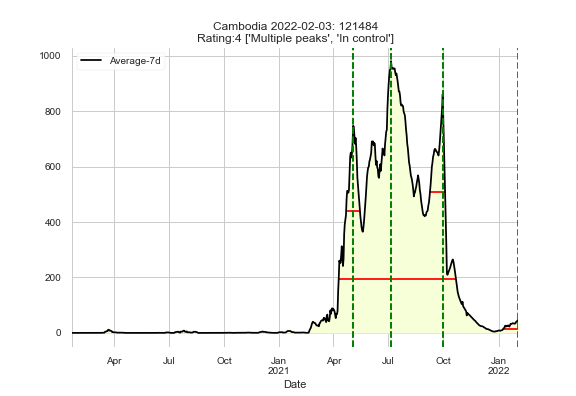 Cambodia 2022-02-03: 121484
Rating:4 ['Multiple peaks', 'In control']
Average-7d
1000
800
600
400
200
0
Apr
Jul
Oct
Jan
2021
Apr
Jul
Oct
Jan
2022
Date